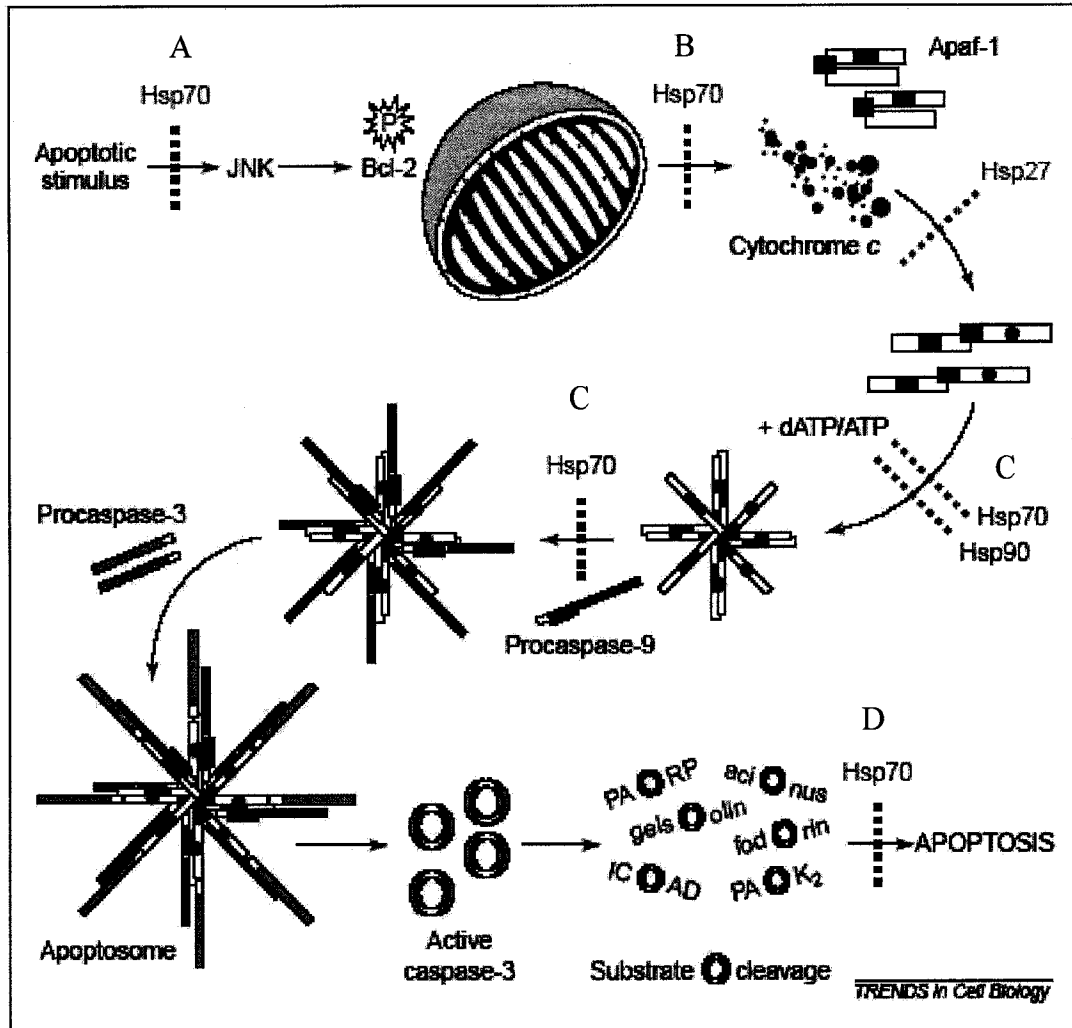 A
B
Hsp70
Hsp70
Apaf-1
P
Apoptotic
stimulus
JNK
Bcl-2
Hsp27
Cytochrome c
C
+ dATP/ATP
C
Hsp70
Hsp70
Hsp90
Procaspase-3
Procaspase-9
D
PA RP
aci nus
Hsp70
gels olin
fod rin
APOPTOSIS
IC AD
PA K₂
Apoptosome
Active
caspase-3
Substrate cleavage
TRENDS in Cell Biology